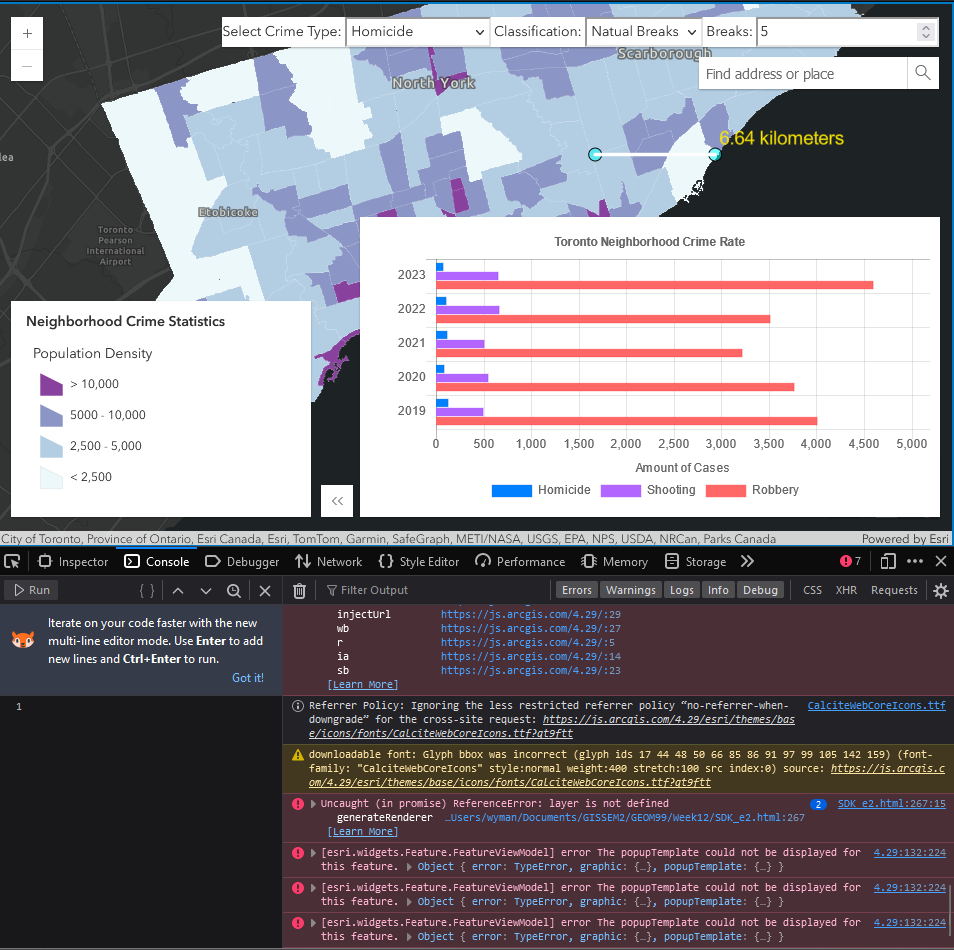 +
−
Select Crime Type: Homicide Classification: Natual Breaks Breaks: 5
Scarborough
Find address or place
North York
6.64 kilometers
lea
Etobicoke
Toronto
Pearson
International
Airport
Toronto Neighborhood Crime Rate
2023
2022
2021
2020
2019
0 500 1,000 1,500 2,000 2,500 3,000 3,500 4,000 4,500 5,000
Amount of Cases
Homicide Shooting Robbery
Neighborhood Crime Statistics
Population Density
> 10,000
5000 - 10,000
2,500 - 5,000
< 2,500
City of Toronto, Province of Ontario, Esri Canada, Esri, TomTom, Garmin, SafeGraph, METI/NASA, USGS, EPA, NPS, USDA, NRCan, Parks Canada Powered by Esri
Inspector Console Debugger Network {} Style Editor Performance Memory Storage 7
Run { } Filter Output Errors Warnings Logs Info Debug CSS XHR Requests
Iterate on your code faster with the new
multi-line editor mode. Use Enter to add
new lines and Ctrl+Enter to run.
Got it!
1
injectUrl https://js.arcgis.com/4.29/:29
wb https://js.arcgis.com/4.29/:27
r https://js.arcgis.com/4.29/:5
ia https://js.arcgis.com/4.29/:14
sb https://js.arcgis.com/4.29/:23
[Learn More]
Referrer Policy: Ignoring the less restricted referrer policy “no-referrer-when- CalciteWebCoreIcons.ttf
downgrade” for the cross-site request: https://js.arcgis.com/4.29/esri/themes/bas
e/icons/fonts/CalciteWebCoreIcons.ttf?qt9ftt
downloadable font: Glyph bbox was incorrect (glyph ids 17 44 48 50 66 85 86 91 97 99 105 142 159) (font-
family: "CalciteWebCoreIcons" style:normal weight:400 stretch:100 src index:0) source: https://js.arcgis.c
om/4.29/esri/themes/base/icons/fonts/CalciteWebCoreIcons.ttf?qt9ftt
Uncaught (in promise) ReferenceError: layer is not defined 2 SDK_e2.html:267:15
generateRenderer …Users/wyman/Documents/GISSEM2/GEOM99/Week12/SDK_e2.html:267
[Learn More]
[esri.widgets.Feature.FeatureViewModel] error The popupTemplate could not be displayed for 4.29:132:224
this feature. Object { error: TypeError, graphic: {…}, popupTemplate: {…} }
[esri.widgets.Feature.FeatureViewModel] error The popupTemplate could not be displayed for 4.29:132:224
this feature. Object { error: TypeError, graphic: {…}, popupTemplate: {…} }
[esri.widgets.Feature.FeatureViewModel] error The popupTemplate could not be displayed for 4.29:132:224
this feature. Object { error: TypeError, graphic: {…}, popupTemplate: {…} }